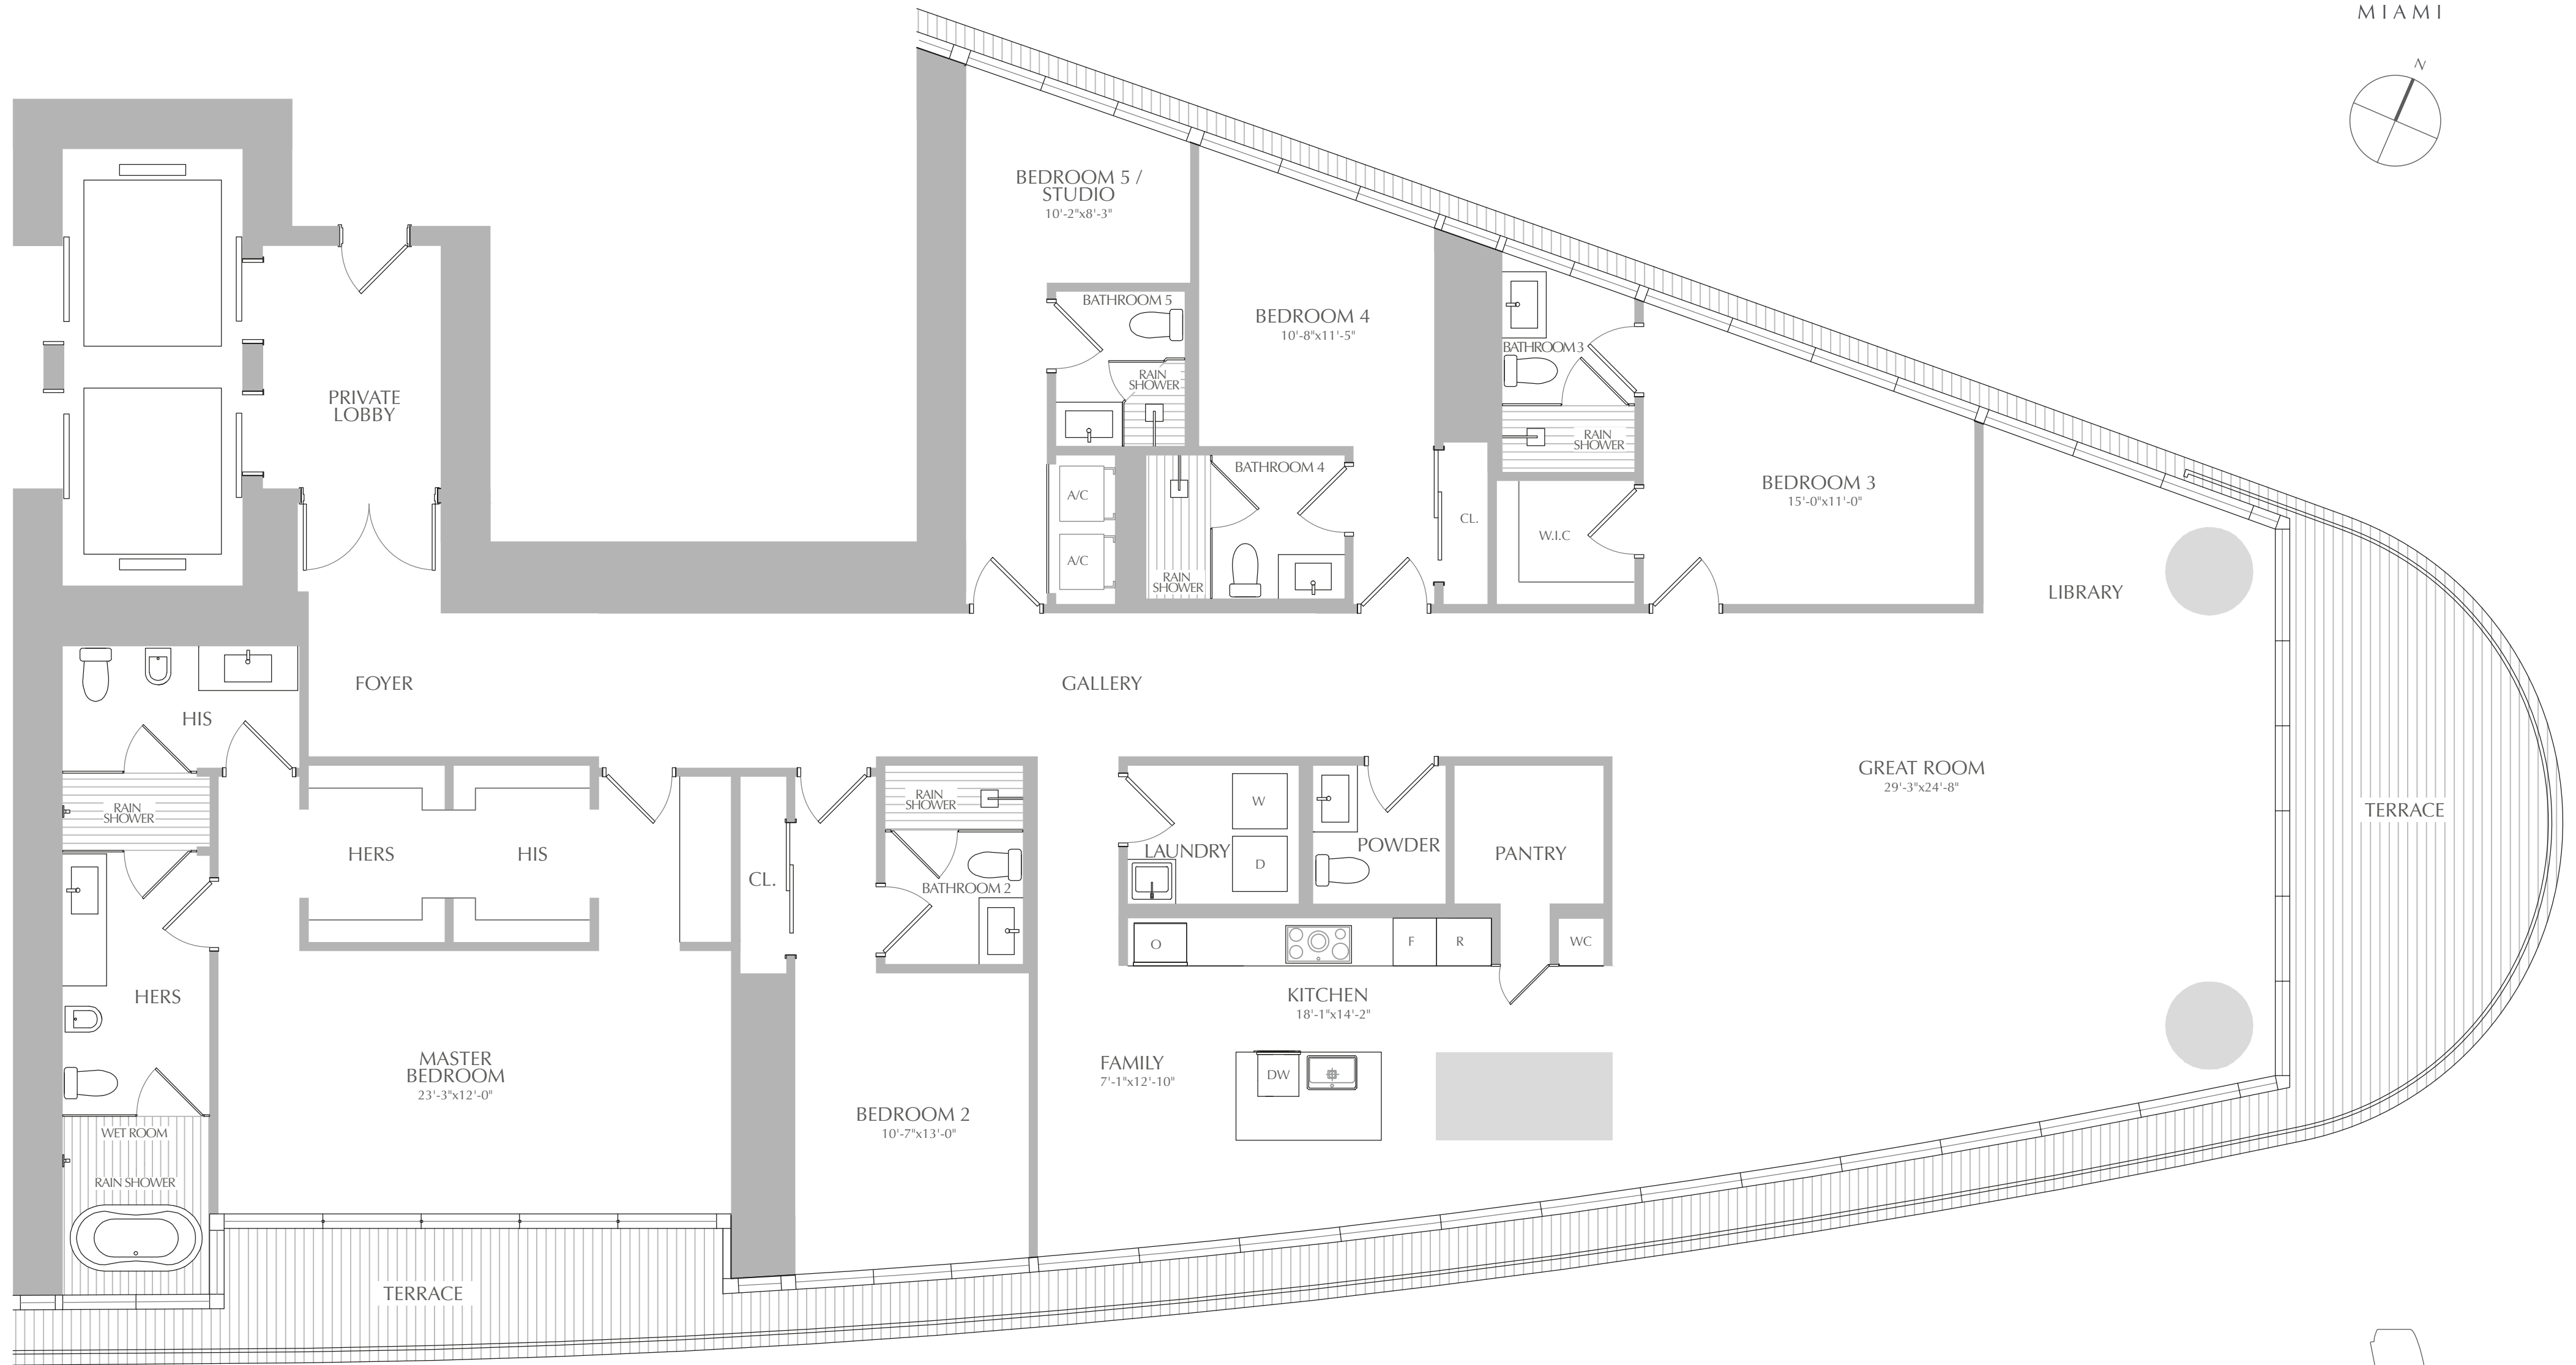 MIAMI
N
BEDROOM 5 /
STUDIO
10'-2"x8'-3"
BATHROOM 5
RAIN
SHOWER
BEDROOM 4
10'-8"x11'-5"
BATHROOM 3
RAIN
SHOWER
PRIVATE
LOBBY
A/C
A/C
BATHROOM 4
RAIN
SHOWER
CL.
W.I.C
BEDROOM 3
15'-0"x11'-0"
LIBRARY
FOYER
GALLERY
HIS
RAIN
SHOWER
HERS
HIS
CL.
RAIN
SHOWER
BATHROOM 2
LAUNDRY
W
D
POWDER
PANTRY
GREAT ROOM
29'-3"x24'-8"
TERRACE
O
F
R
WC
HERS
KITCHEN
18'-1"x14'-2"
MASTER
BEDROOM
23'-3"x12'-0"
FAMILY
7'-1"x12'-10"
DW
BEDROOM 2
10'-7"x13'-0"
WET ROOM
RAIN SHOWER
TERRACE